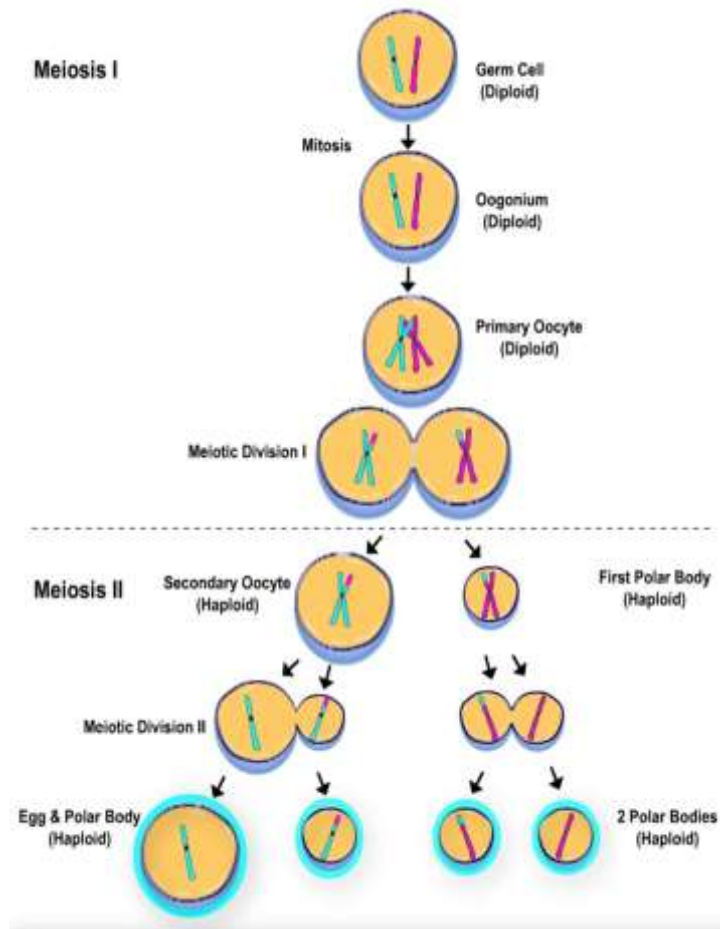 Meiosis I
Germ Cell
(Diploid)
Mitosis
Oogonium
(Diploid)
Primary Oocyte
(Diploid)
Meiotic Division I
Meiosis II
Secondary Oocyte
(Haploid)
First Polar Body
(Haploid)
Meiotic Division II
Egg & Polar Body
(Haploid)
2 Polar Bodies
(Haploid)